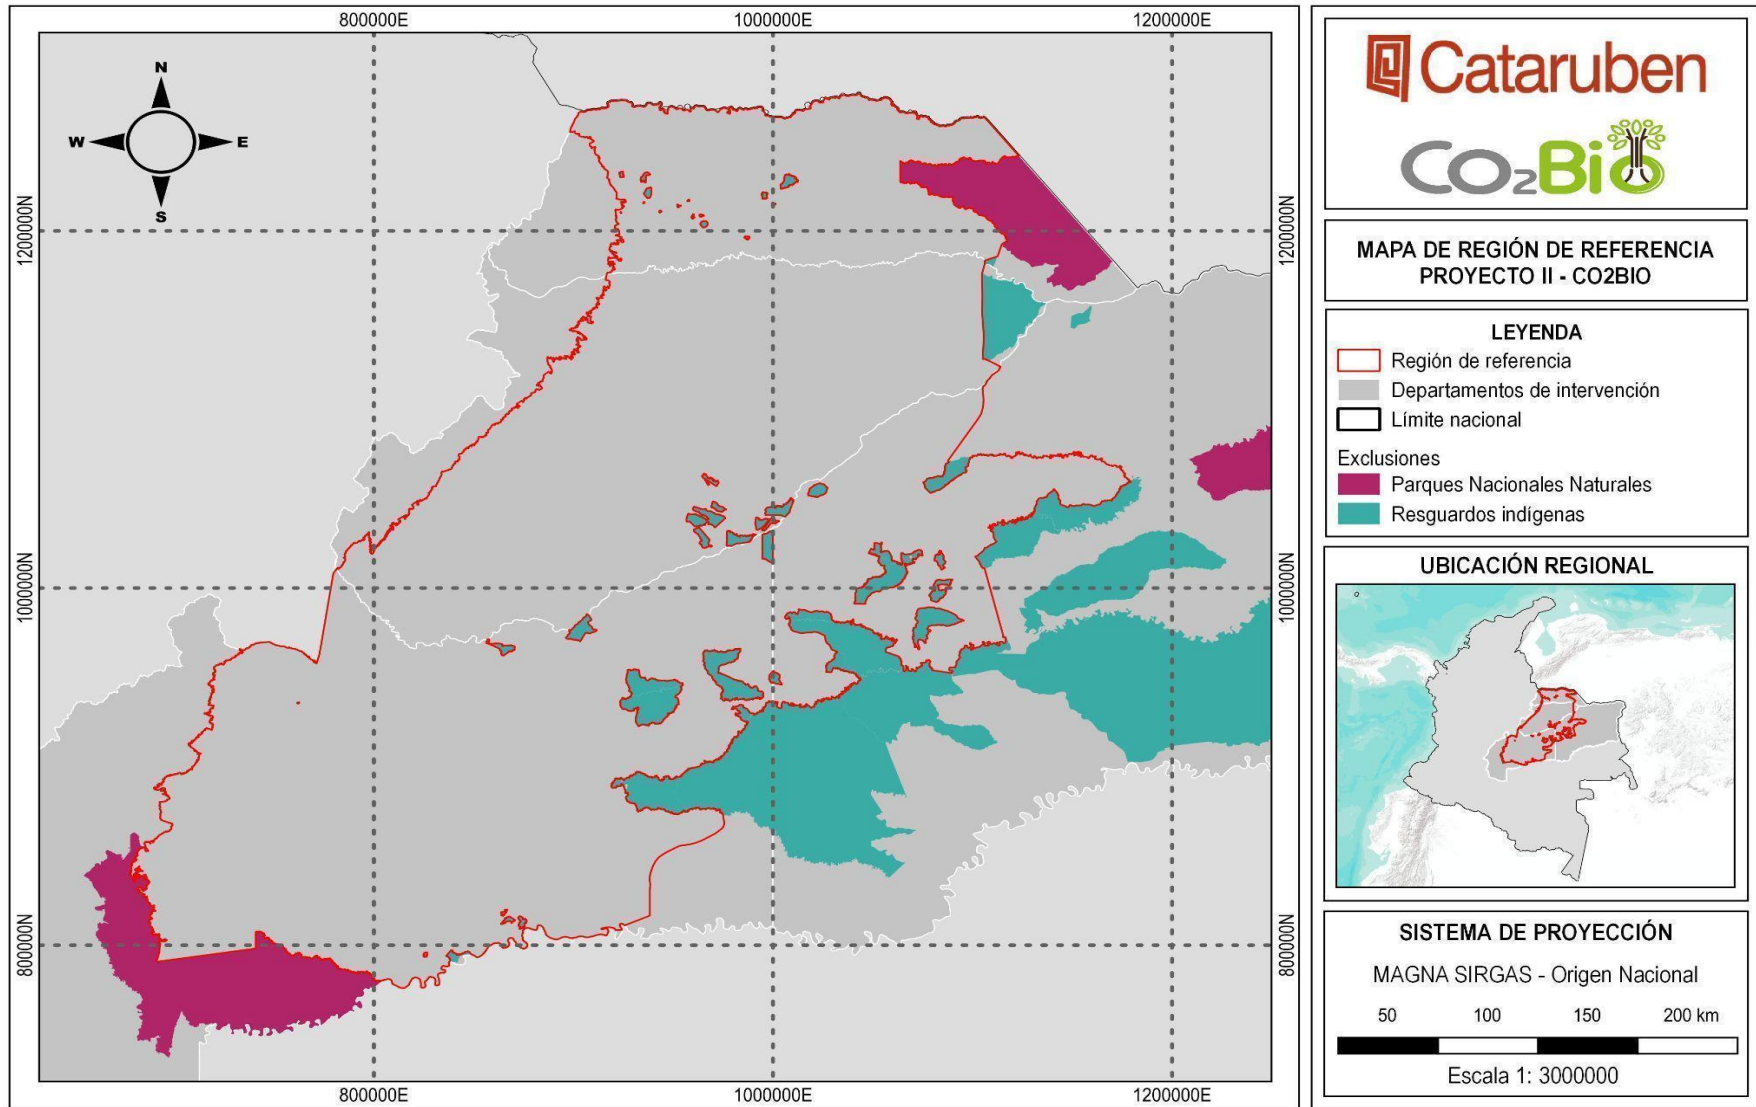 800000E
1000000E
1200000E
N
W
E
S
1200000N
1200000N
1000000N
1000000N
800000N
800000N
800000E
1000000E
1200000E
Cataruben
CO2Bio
MAPA DE REGIÓN DE REFERENCIA
PROYECTO II - CO2BIO
LEYENDA
Región de referencia
Departamentos de intervención
Límite nacional
Exclusiones
Parques Nacionales Naturales
Resguardos indígenas
UBICACIÓN REGIONAL
SISTEMA DE PROYECCIÓN
MAGNA SIRGAS - Origen Nacional
50 100 150 200 km
Escala 1: 3000000